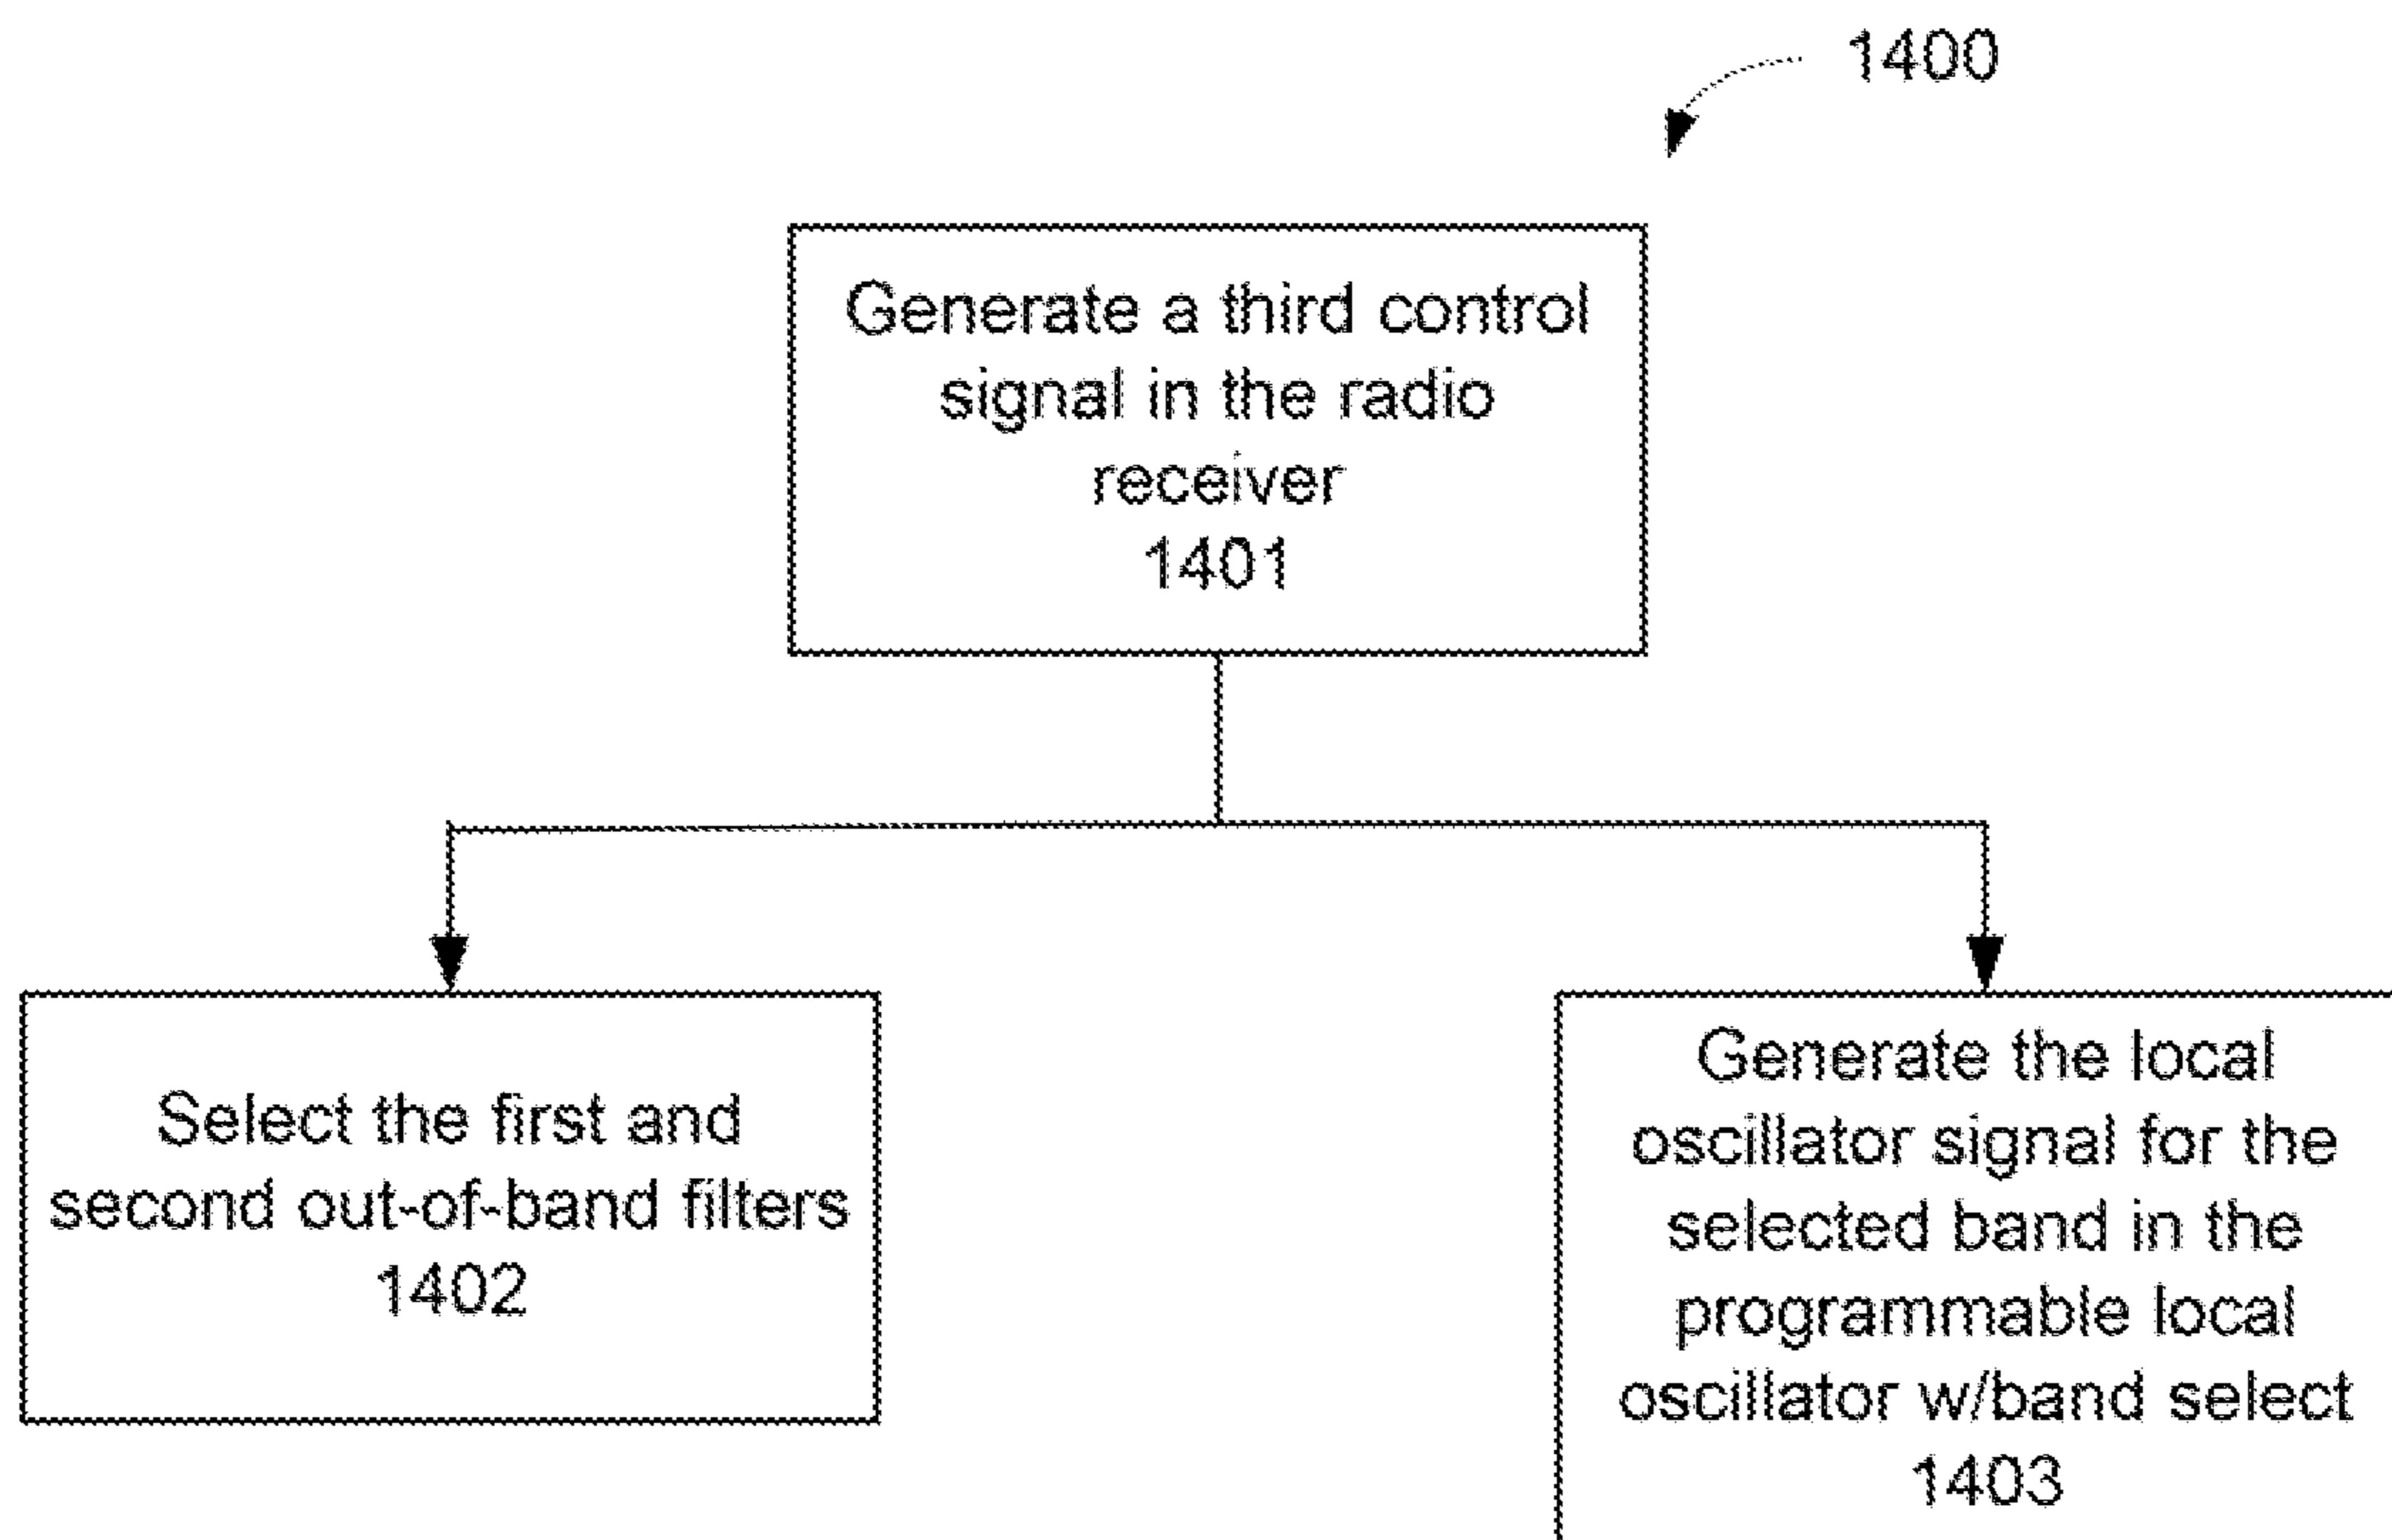 1400
Generate a third control
signal in the radio
receiver
1401
Select the first and
second out-of-band filters
1402
Generate the local
oscillator signal for the
selected band in the
programmable local
oscillator w/band select
1403